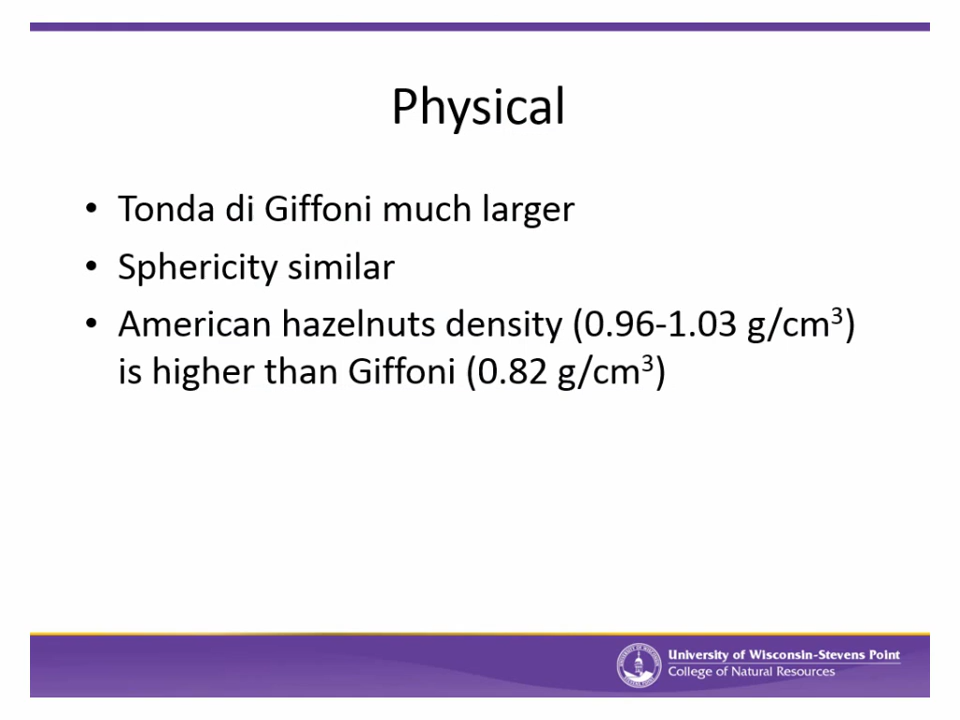 Physical
• Tonda di Giffoni much larger
• Sphericity similar
• American hazelnuts density (0.96-1.03 g/cm³)
is higher than Giffoni (0.82 g/cm³)
University of Wisconsin-Stevens Point
College of Natural Resources